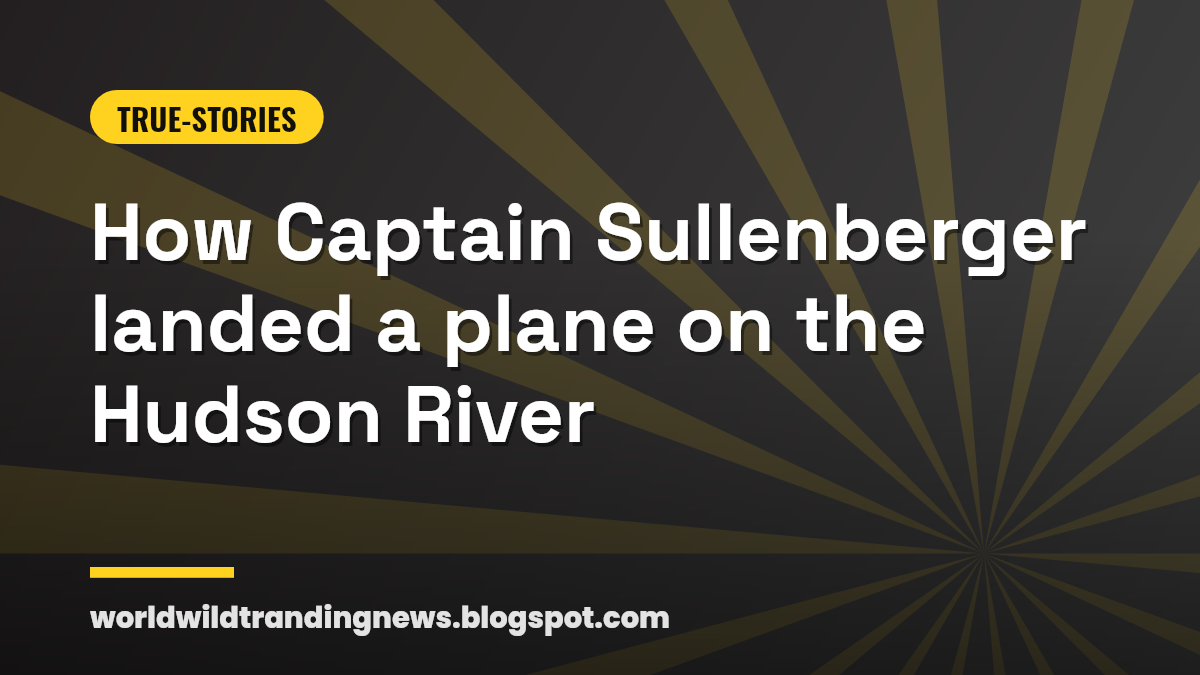 TRUE-STORIES
How Captain Sullenberger
landed a plane on the
Hudson River
worldwildtrandingnews.blogspot.com